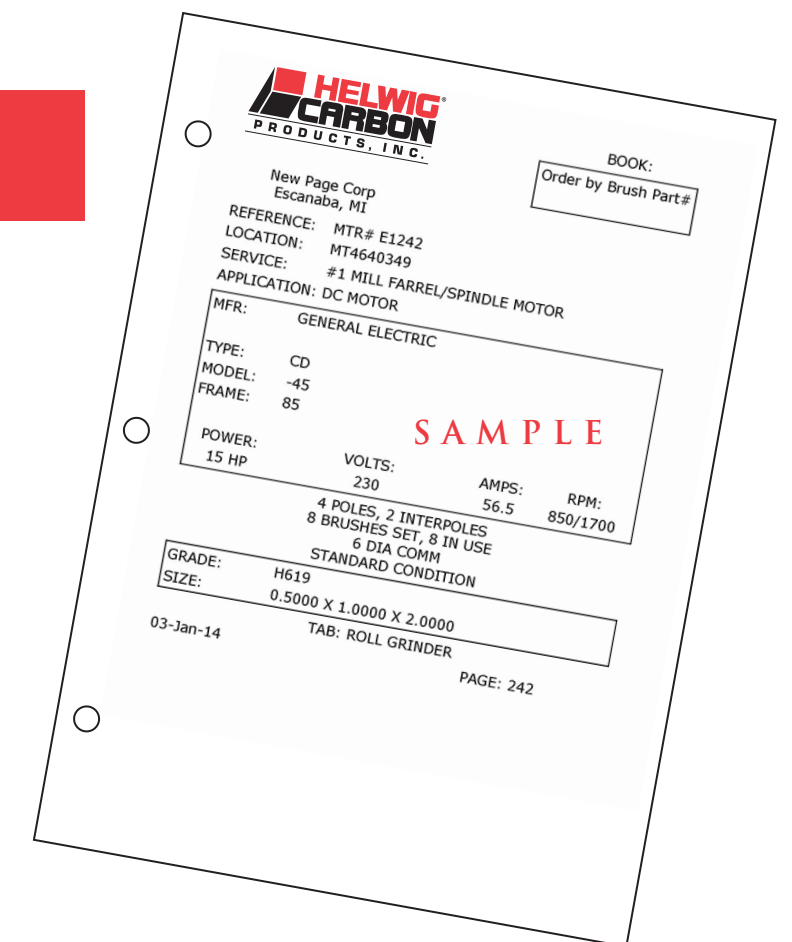 HELWIG®
CARBON
PRODUCTS, INC.
BOOK:
Order by Brush Part#
New Page Corp
Escanaba, MI
REFERENCE: MTR# E1242
LOCATION: MT4640349
SERVICE: #1 MILL FARREL/SPINDLE MOTOR
APPLICATION: DC MOTOR
MFR: GENERAL ELECTRIC
TYPE: CD
MODEL: -45
FRAME: 85
SAMPLE
POWER: VOLTS: AMPS: RPM:
15 HP 230 56.5 850/1700
4 POLES, 2 INTERPOLES
8 BRUSHES SET, 8 IN USE
6 DIA COMM
STANDARD CONDITION
GRADE: H619
SIZE: 0.5000 X 1.0000 X 2.0000
03-Jan-14 TAB: ROLL GRINDER
PAGE: 242